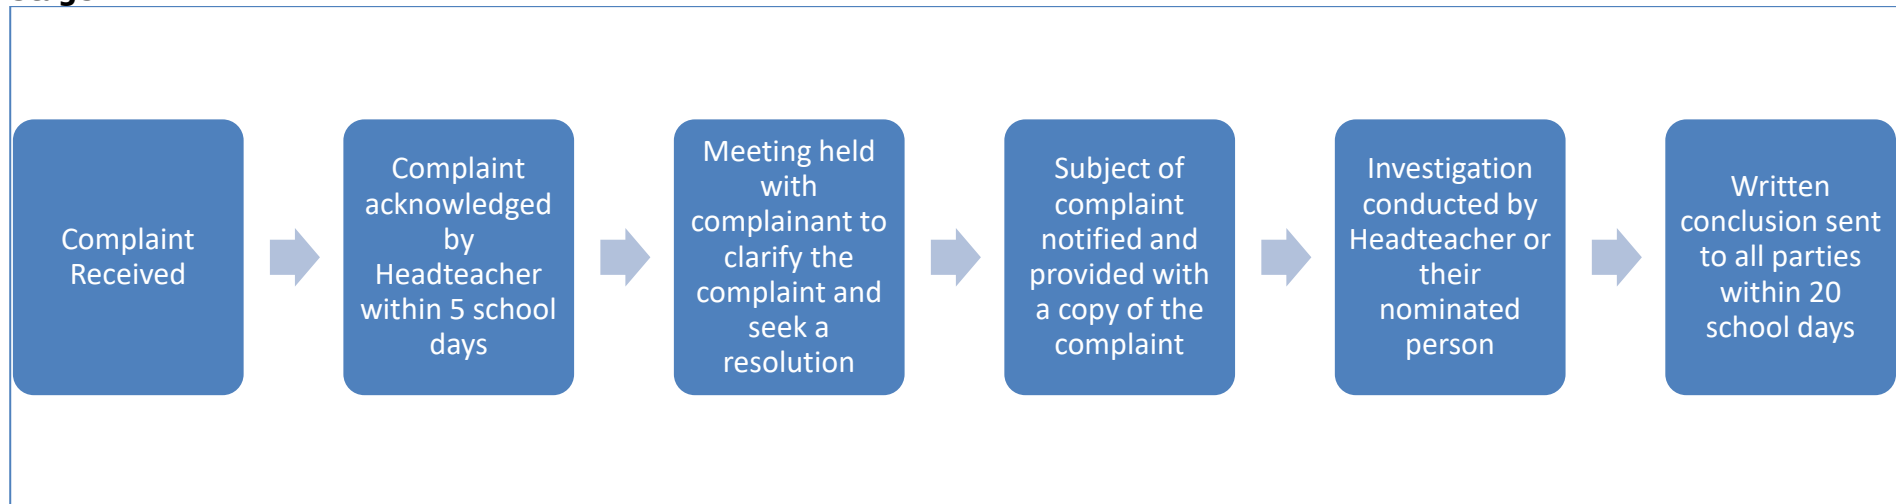 Complaint
Received
Complaint
acknowledged
by
Headteacher
within 5 school
days
Meeting held
with
complainant to
clarify the
complaint and
seek a
resolution
Subject of
complaint
notified and
provided with
a copy of the
complaint
Investigation
conducted by
Headteacher or
their
nominated
person
Written
conclusion sent
to all parties
within 20
school days